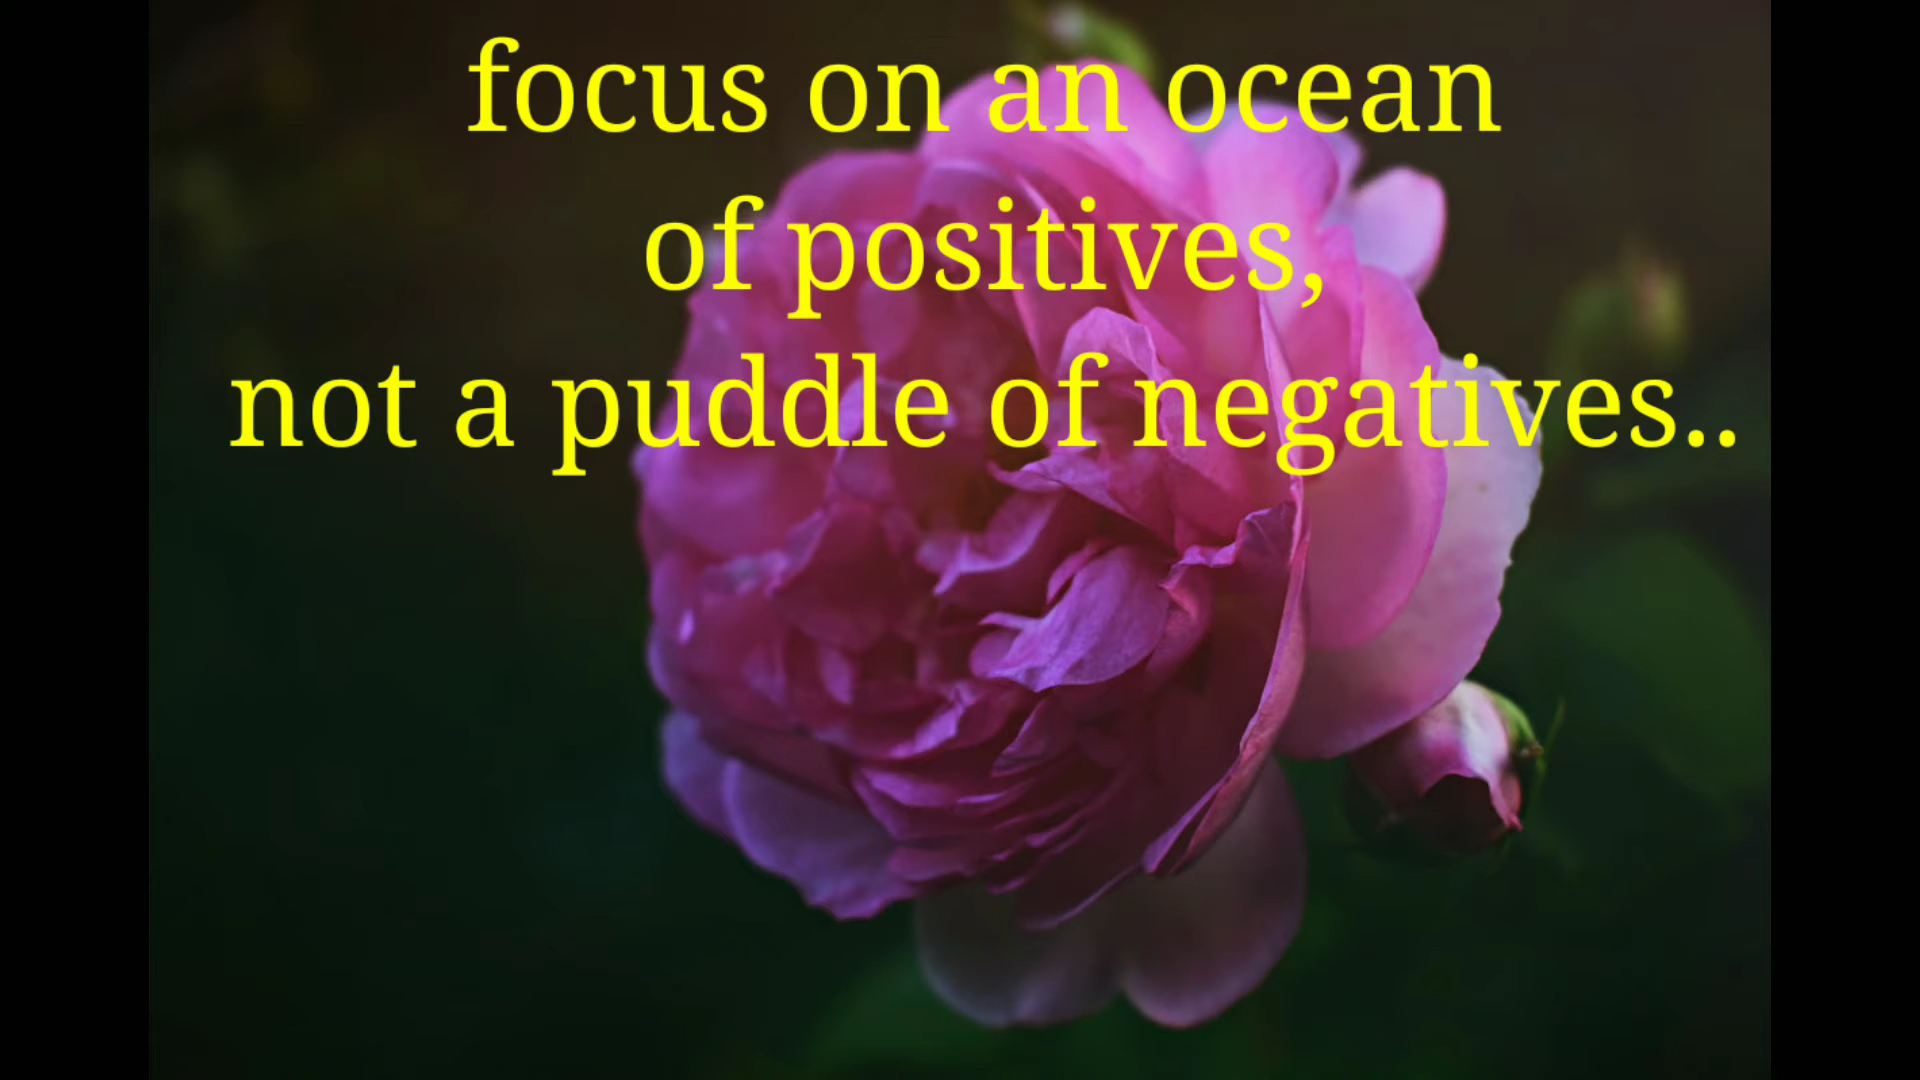 focus on an ocean
of positives,
not a puddle of negatives..